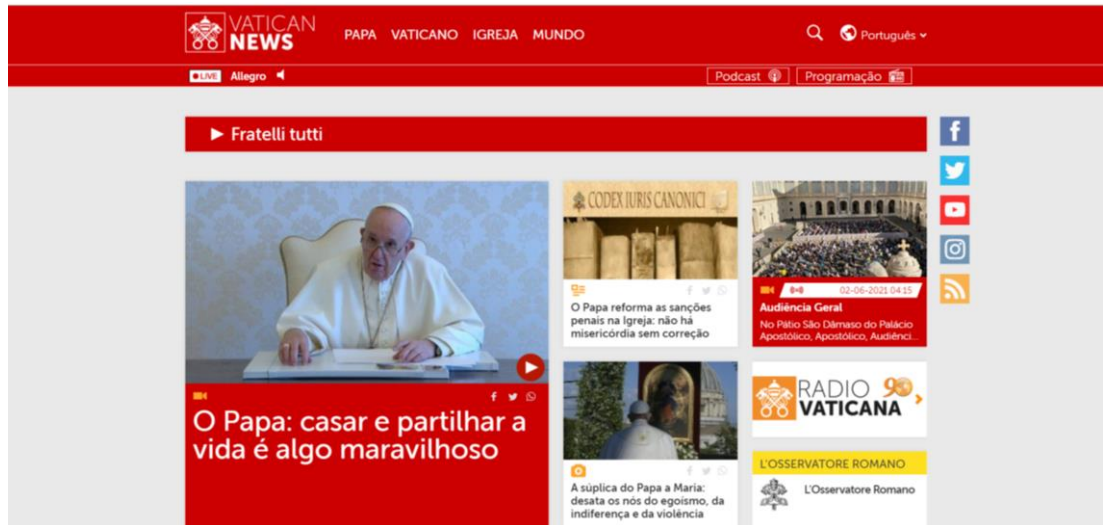 VATICAN
NEWS
PAPA VATICANO IGREJA MUNDO
Português
LIVE Allegro
Podcast Programação
Fratelli tutti
O Papa: casar e partilhar a
vida é algo maravilhoso
CODEX IURIS CANONICI
O Papa reforma as sanções
penais na Igreja: não há
misericórdia sem correção
A súplica do Papa a Maria:
desata os nós do egoísmo, da
indiferença e da violência
02-06-2021 04:15
Audiência Geral
No Pátio São Dâmaso do Palácio
Apostólico, Apostólico, Audiênci...
RADIO 90
VATICANA
L'OSSERVATORE ROMANO
L'Osservatore Romano